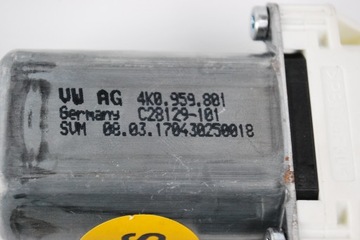 VW AG 4K0.959.801
Germany C28129-101
SVM 08.03.170430250018